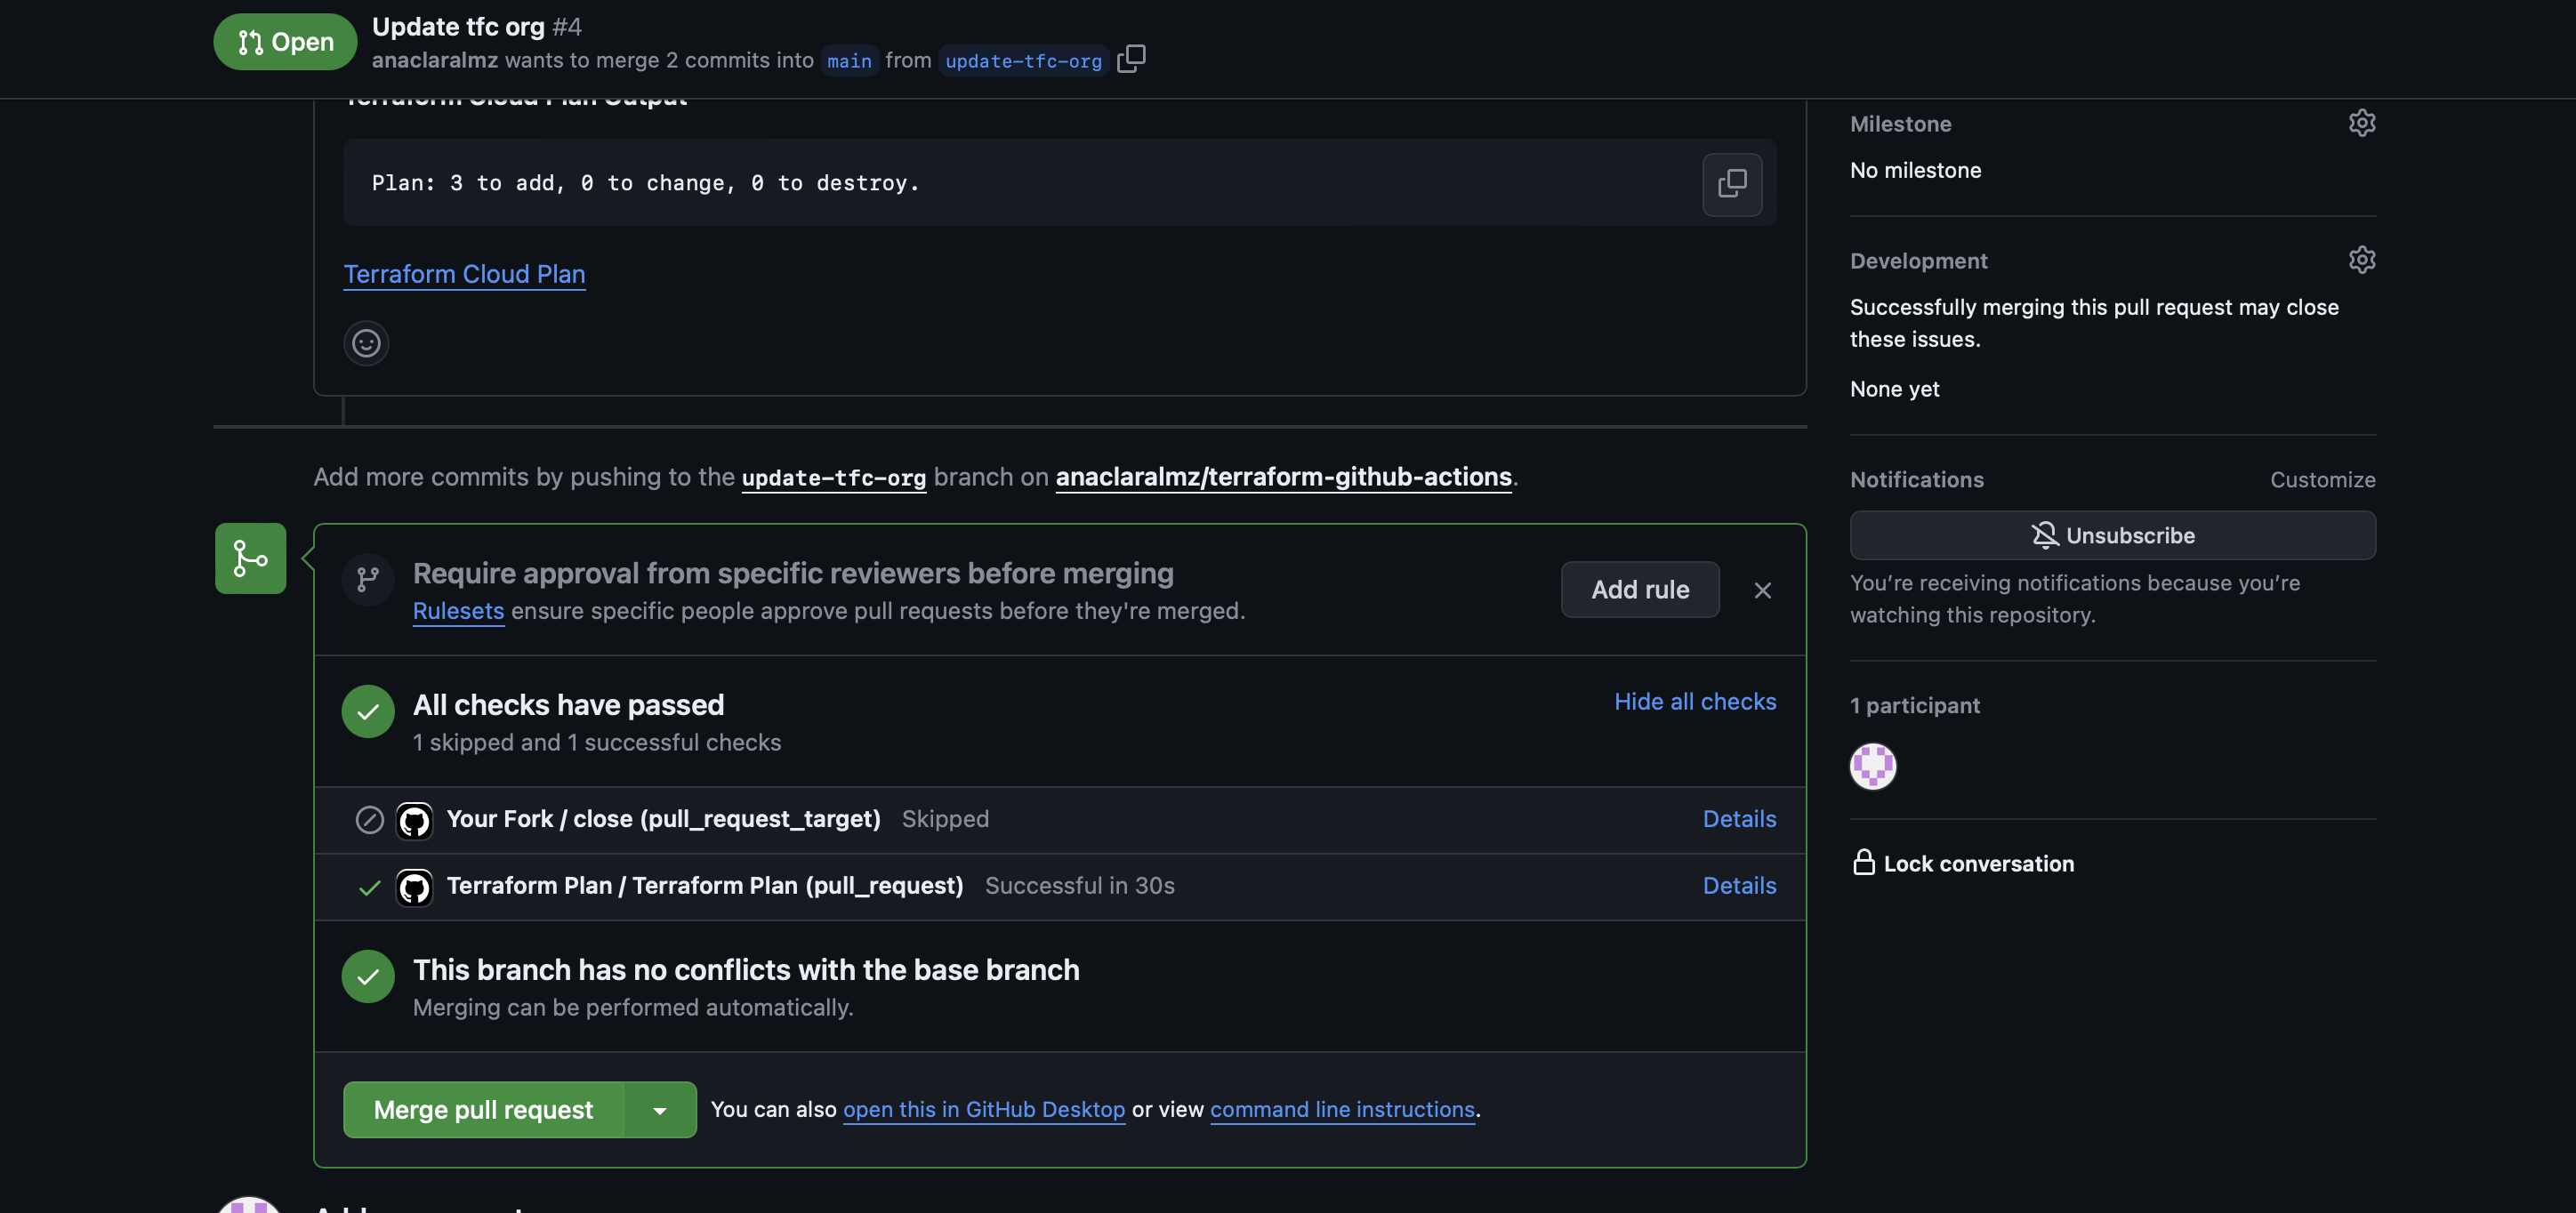 Open
Update tfc org #4
anaclaralmz wants to merge 2 commits into main from update-tfc-org
Terraform Cloud Plan Output
Plan: 3 to add, 0 to change, 0 to destroy.
Terraform Cloud Plan
Add more commits by pushing to the update-tfc-org branch on anaclaralmz/terraform-github-actions.
Require approval from specific reviewers before merging
Rulesets ensure specific people approve pull requests before they're merged.
Add rule
All checks have passed
1 skipped and 1 successful checks
Hide all checks
Your Fork / close (pull_request_target) Skipped
Details
Terraform Plan / Terraform Plan (pull_request) Successful in 30s
Details
This branch has no conflicts with the base branch
Merging can be performed automatically.
Merge pull request
You can also open this in GitHub Desktop or view command line instructions.
Milestone
No milestone
Development
Successfully merging this pull request may close
these issues.
None yet
Notifications
Customize
Unsubscribe
You’re receiving notifications because you’re
watching this repository.
1 participant
Lock conversation